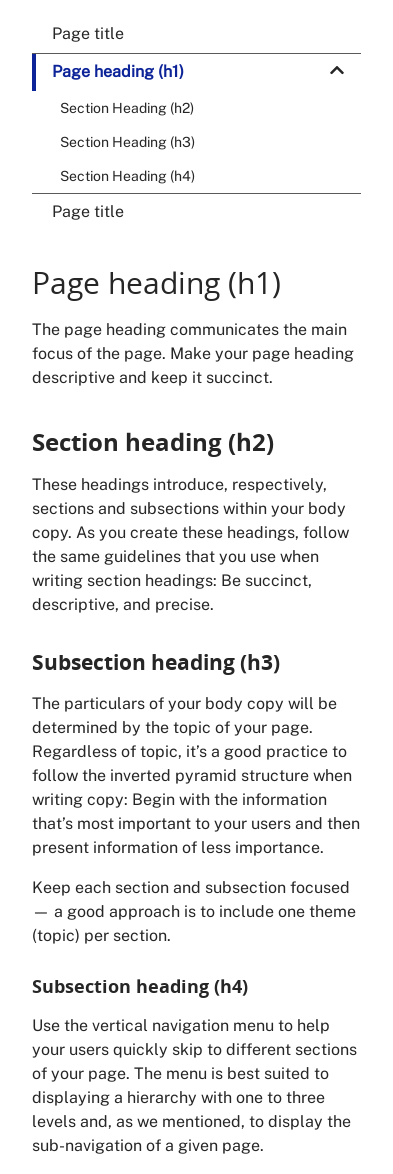 Page title
Page heading (h1)
Section Heading (h2)
Section Heading (h3)
Section Heading (h4)
Page title
Page heading (h1)
The page heading communicates the main
focus of the page. Make your page heading
descriptive and keep it succinct.
Section heading (h2)
These headings introduce, respectively,
sections and subsections within your body
copy. As you create these headings, follow
the same guidelines that you use when
writing section headings: Be succinct,
descriptive, and precise.
Subsection heading (h3)
The particulars of your body copy will be
determined by the topic of your page.
Regardless of topic, it’s a good practice to
follow the inverted pyramid structure when
writing copy: Begin with the information
that’s most important to your users and then
present information of less importance.
Keep each section and subsection focused
— a good approach is to include one theme
(topic) per section.
Subsection heading (h4)
Use the vertical navigation menu to help
your users quickly skip to different sections
of your page. The menu is best suited to
displaying a hierarchy with one to three
levels and, as we mentioned, to display the
sub-navigation of a given page.